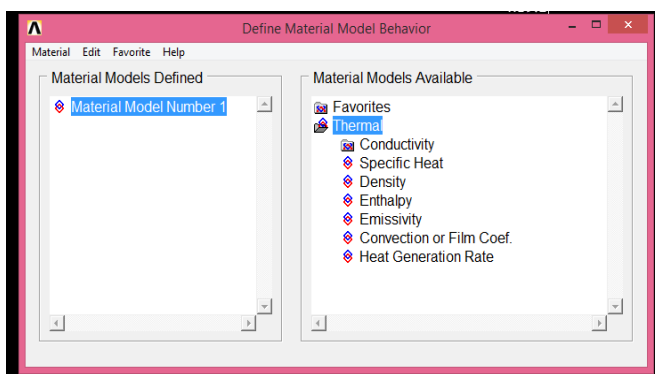 Define Material Model Behavior
Material Edit Favorite Help
Material Models Defined
Material Model Number 1
Material Models Available
Favorites
Thermal
Conductivity
Specific Heat
Density
Enthalpy
Emissivity
Convection or Film Coef.
Heat Generation Rate